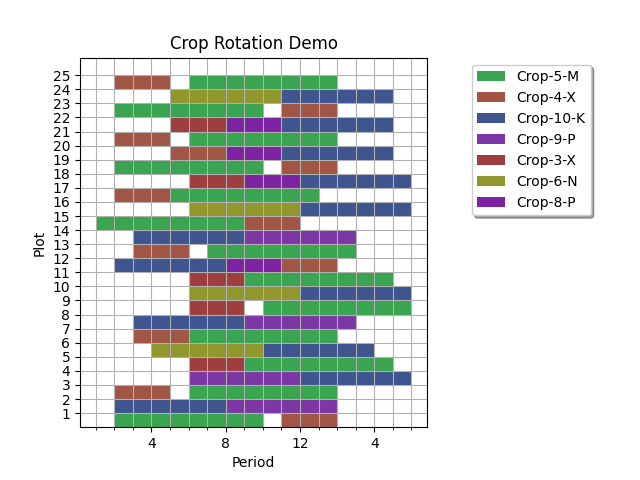 Crop Rotation Demo
25
24
23
22
21
20
19
18
17
16
15
14
13
12
11
10
9
8
7
6
5
4
3
2
1
Plot
4 8 12 4
Period
Crop-5-M
Crop-4-X
Crop-10-K
Crop-9-P
Crop-3-X
Crop-6-N
Crop-8-P